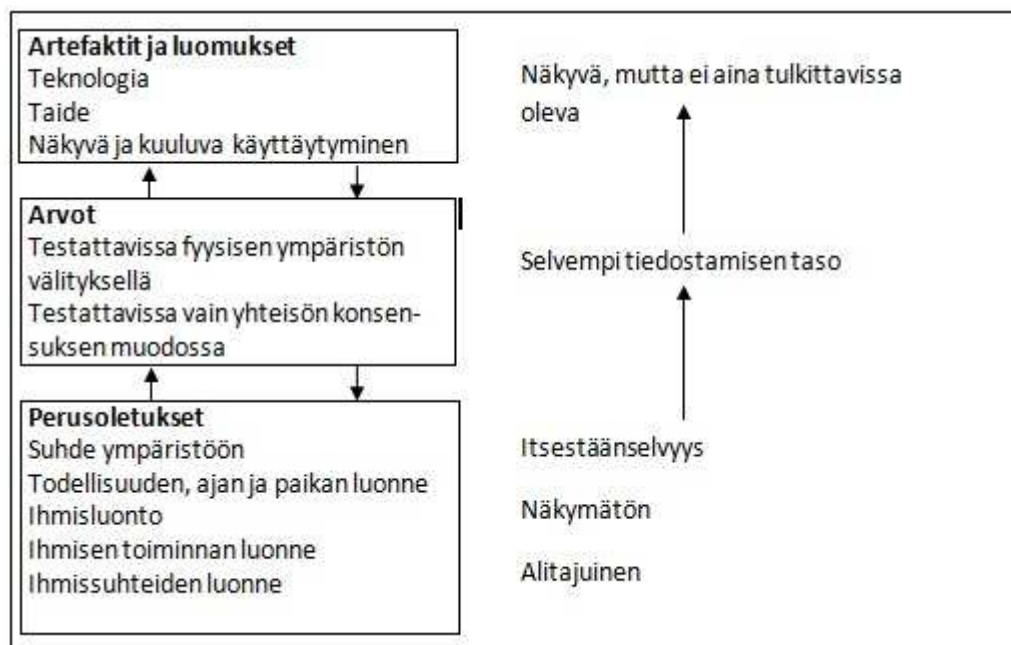 Artefaktit ja luomukset
Teknologia
Taide
Näkyvä ja kuuluva käyttäytyminen
Näkyvä, mutta ei aina tulkittavissa
oleva
Arvot
Testattavissa fyysisen ympäristön
välityksellä
Testattavissa vain yhteisön konsen-
suksen muodossa
Selvempi tiedostamisen taso
Perusoletukset
Suhde ympäristöön
Todellisuuden, ajan ja paikan luonne
Ihmisluonto
Ihmisen toiminnan luonne
Ihmissuhteiden luonne
Itsestäänselvyys
Näkymätön
Alitajuinen